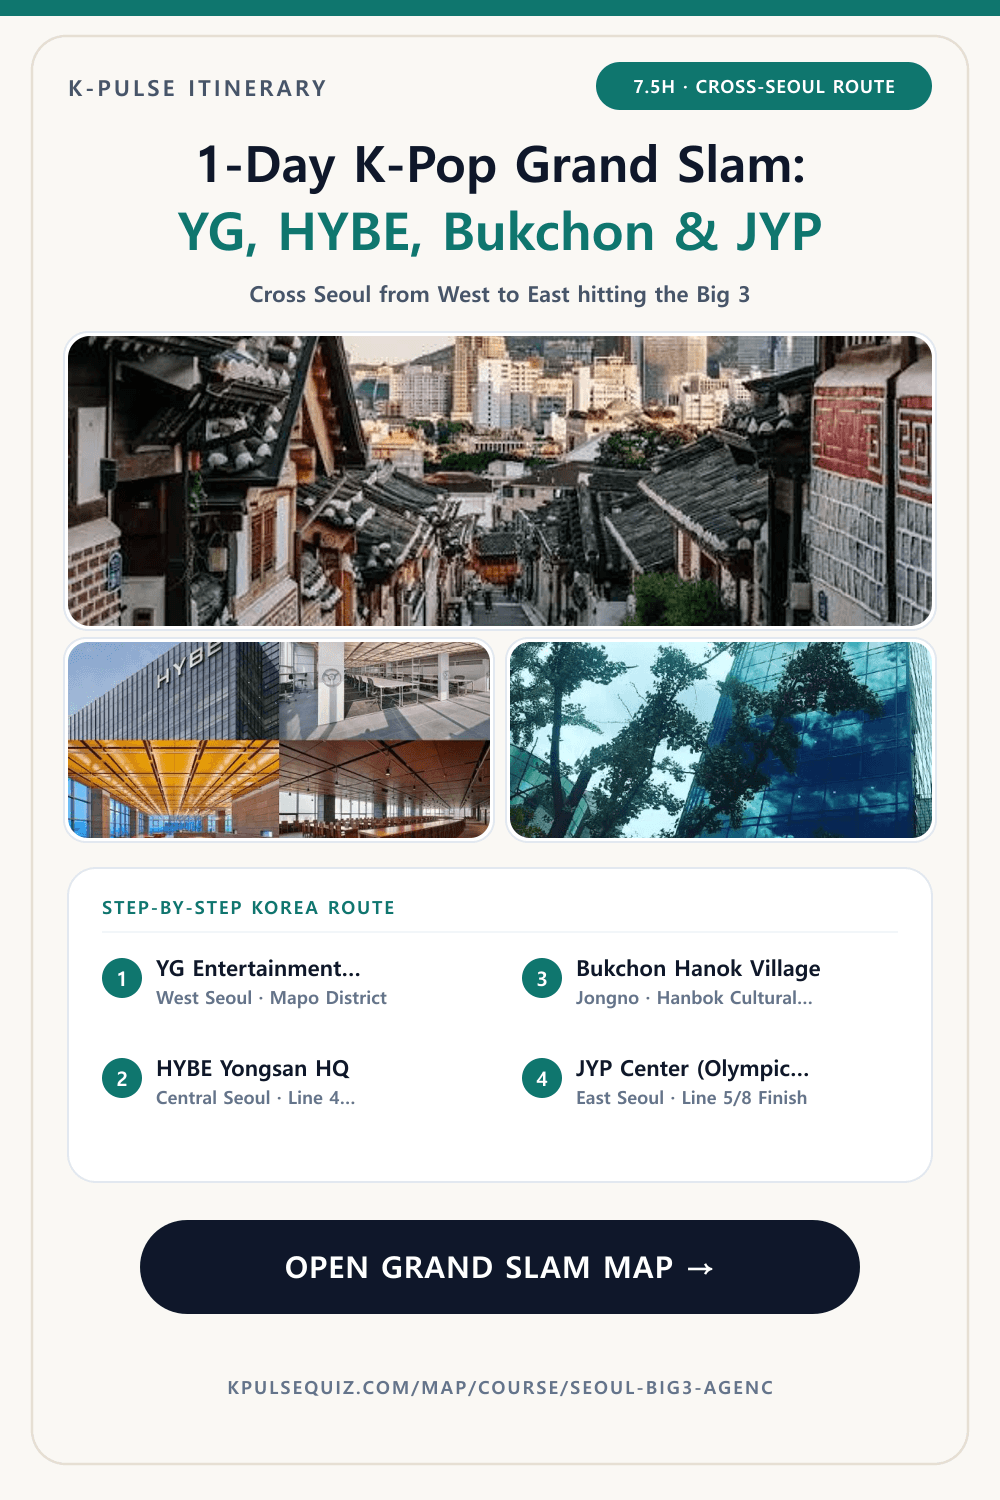 K-PULSE ITINERARY
7.5H · CROSS-SEOUL ROUTE
1-Day K-Pop Grand Slam:
YG, HYBE, Bukchon & JYP
Cross Seoul from West to East hitting the Big 3
HYBE
STEP-BY-STEP KOREA ROUTE
1
YG Entertainment...
West Seoul · Mapo District
2
HYBE Yongsan HQ
Central Seoul · Line 4...
3
Bukchon Hanok Village
Jongno · Hanbok Cultural...
4
JYP Center (Olympic...
East Seoul · Line 5/8 Finish
OPEN GRAND SLAM MAP →
KPULSEQUIZ.COM/MAP/COURSE/SEOUL-BIG3-AGENC